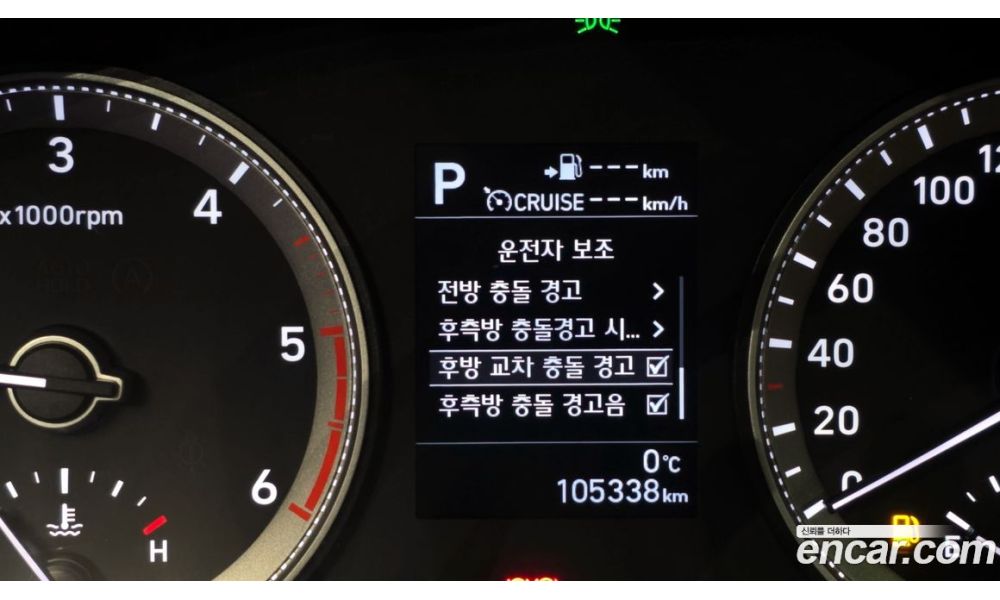 3
4
x1000rpm
5
6
H
P
--- km
CRUISE --- km/h
운전자 보조
전방 충돌 경고 >
후측방 충돌경고 시... >
후방 교차 충돌 경고
후측방 충돌 경고음
0℃
105338km
100
80
60
40
20
0
신뢰를 더하다
encar.com